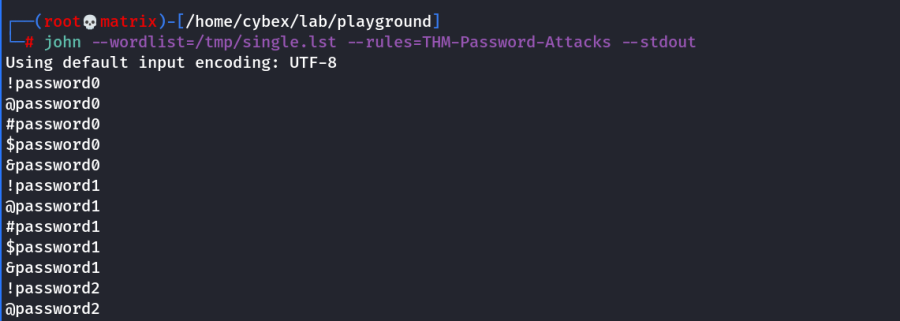 ┌──(root💀matrix)-[/home/cybex/lab/playground]
└─# john --wordlist=/tmp/single.lst --rules=THM-Password-Attacks --stdout
Using default input encoding: UTF-8
!password0
@password0
#password0
$password0
&password0
!password1
@password1
#password1
$password1
&password1
!password2
@password2